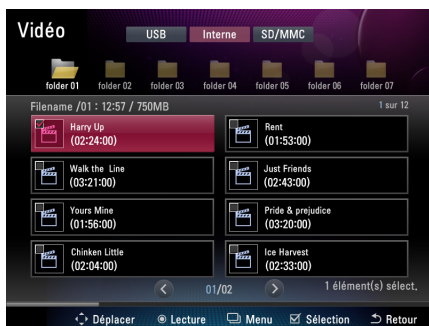 Vidéo
USB Interne SD/MMC
folder 01 folder 02 folder 03 folder 04 folder 05 folder 06 folder 07
Filename /01 : 12:57 / 750MB 1 sur 12
Harry Up
(02:24:00)
Rent
(01:53:00)
Walk the Line
(03:21:00)
Just Friends
(02:43:00)
Yours Mine
(01:56:00)
Pride & prejudice
(03:20:00)
Chinken Little
(02:04:00)
Ice Harvest
(02:33:00)
01/02 1 élément(s) sélect.
Déplacer Lecture Menu Sélection Retour